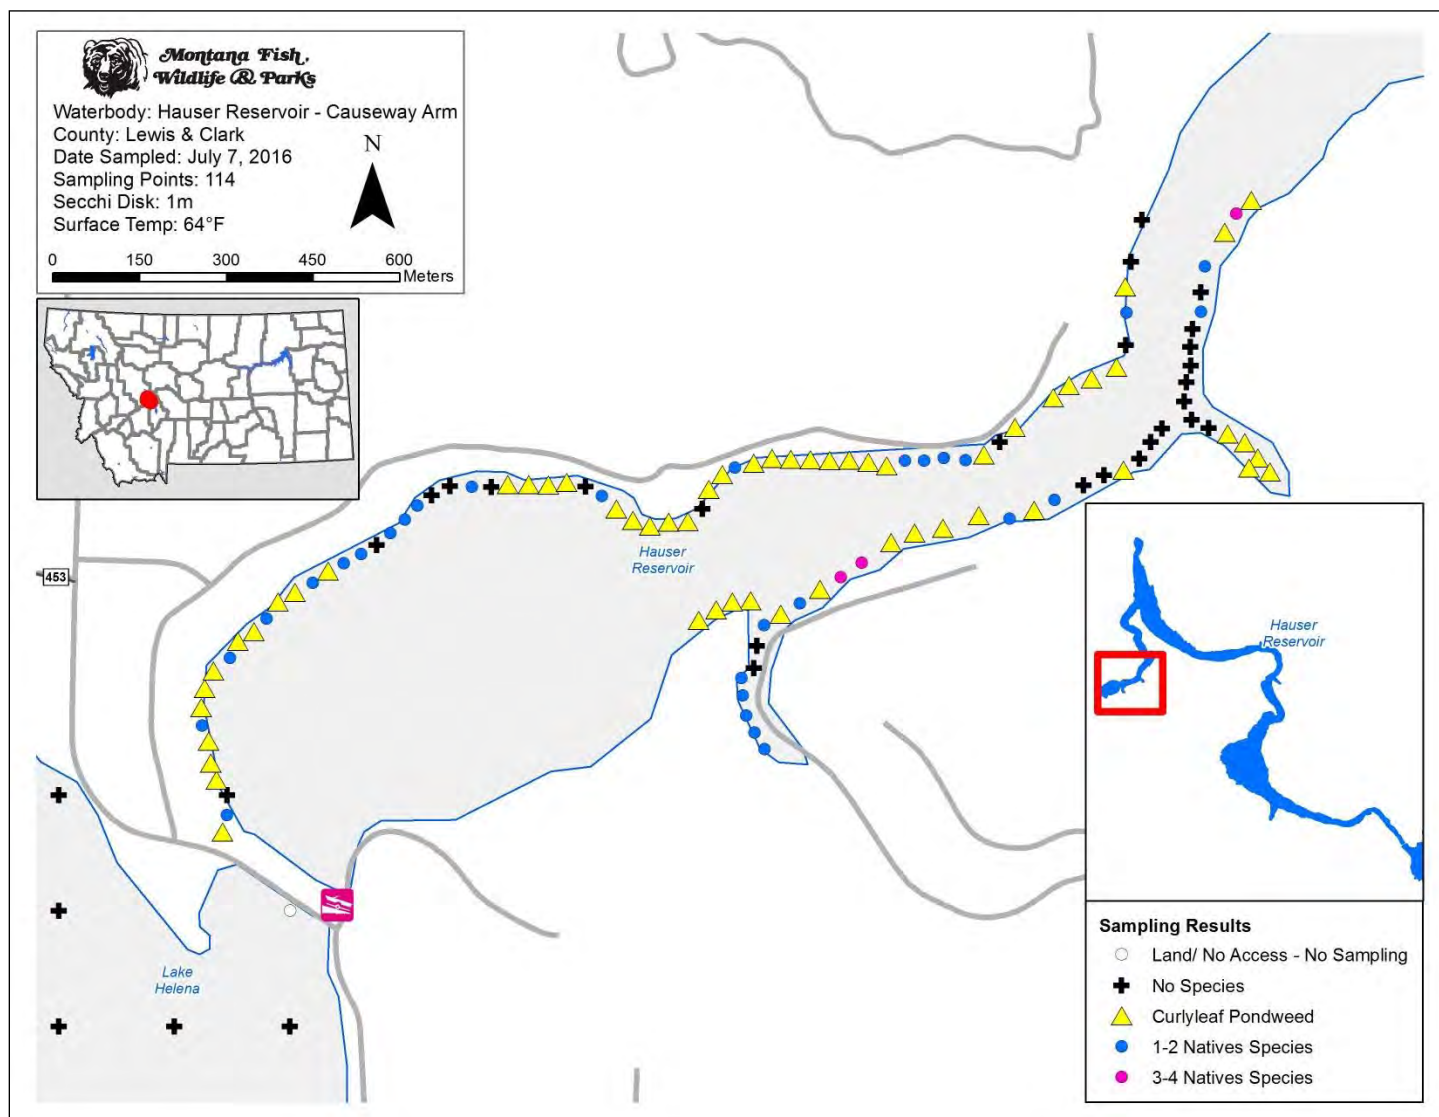 Montana Fish,
Wildlife & Parks
Waterbody: Hauser Reservoir - Causeway Arm
County: Lewis & Clark
Date Sampled: July 7, 2016
Sampling Points: 114
Secchi Disk: 1m
Surface Temp: 64°F
N
0 150 300 450 600
Meters
453
Hauser
Reservoir
Lake
Helena
Hauser
Reservoir
Sampling Results
Land/ No Access - No Sampling
No Species
Curlyleaf Pondweed
1-2 Natives Species
3-4 Natives Species